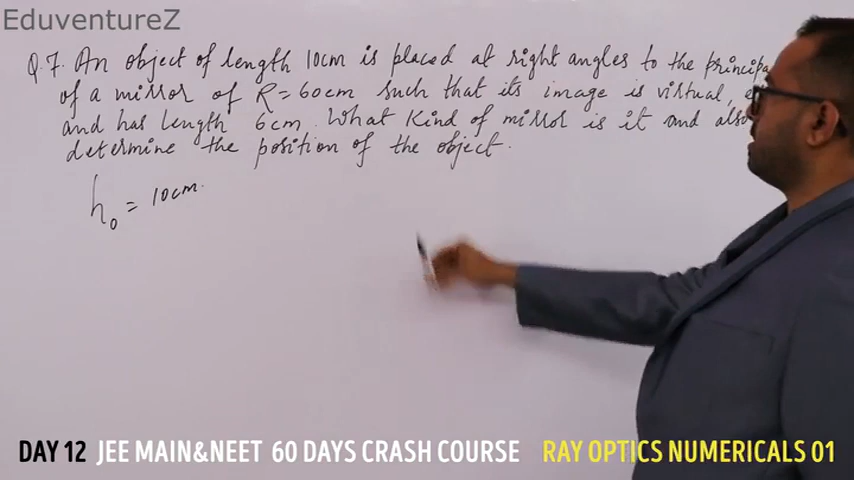 EduventureZ
Q.7. An object of length 10cm is placed at right angles to the principa
of a mirror of R=60cm such that its image is virtual, e
and has length 6cm. What kind of mirror is it and also
determine the position of the object.
h₀ = 10cm.
DAY 12 JEE MAIN&NEET 60 DAYS CRASH COURSE RAY OPTICS NUMERICALS 01